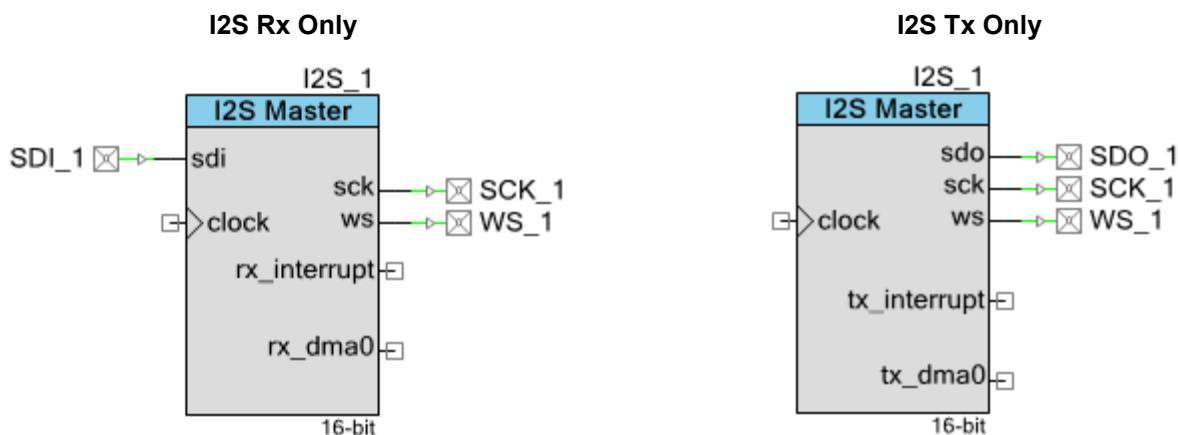 I2S Rx Only
I2S_1
I2S Master
SDI_1
sdi
sck
SCK_1
clock
ws
WS_1
rx_interrupt
rx_dma0
16-bit
I2S Tx Only
I2S_1
I2S Master
sdo
SDO_1
sck
SCK_1
clock
ws
WS_1
tx_interrupt
tx_dma0
16-bit